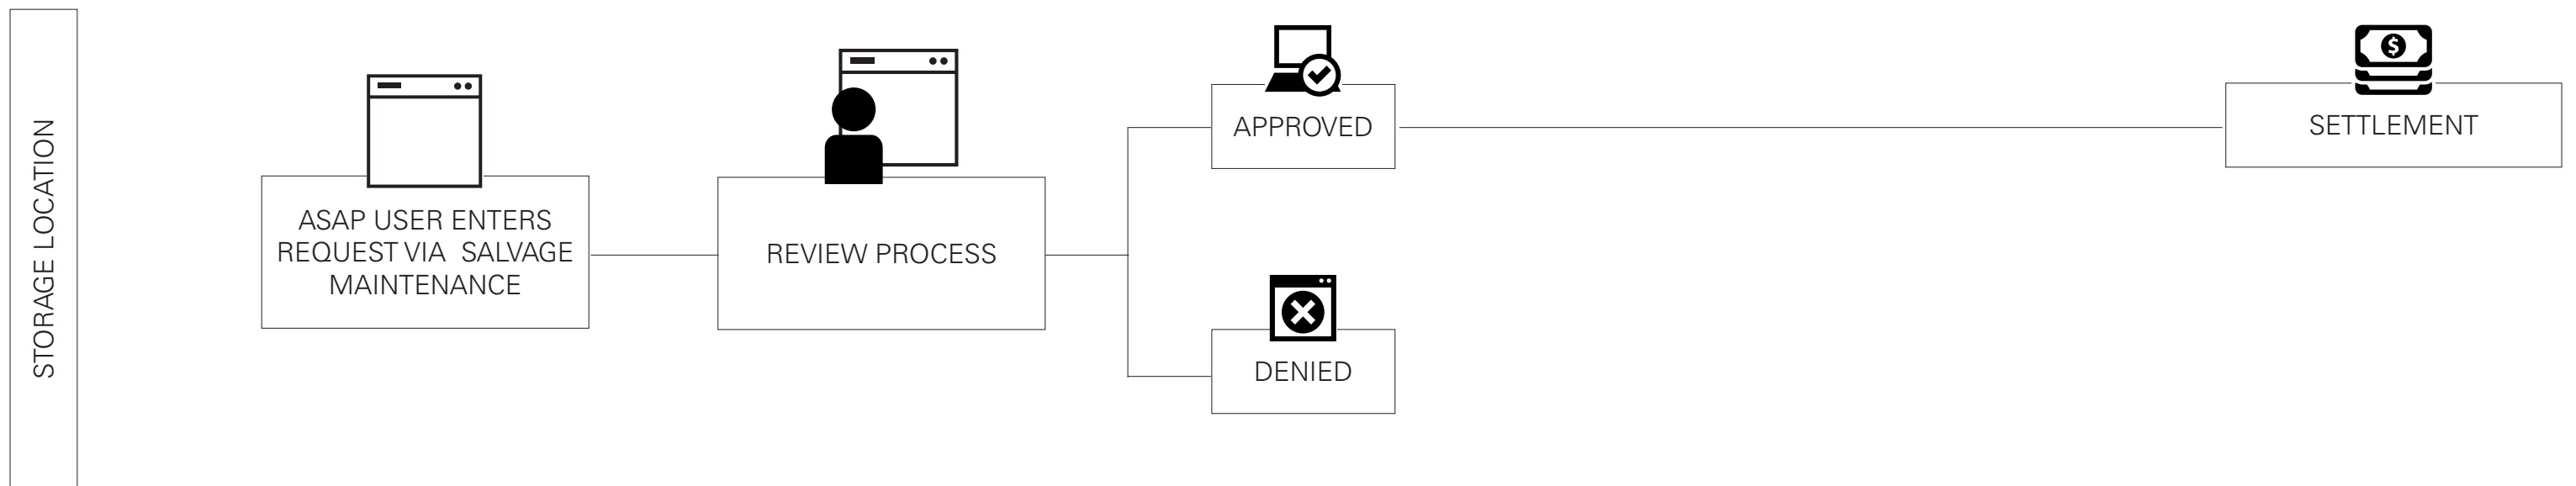 STORAGE LOCATION
ASAP USER ENTERS
REQUEST VIA SALVAGE
MAINTENANCE
REVIEW PROCESS
APPROVED
DENIED
$
SETTLEMENT